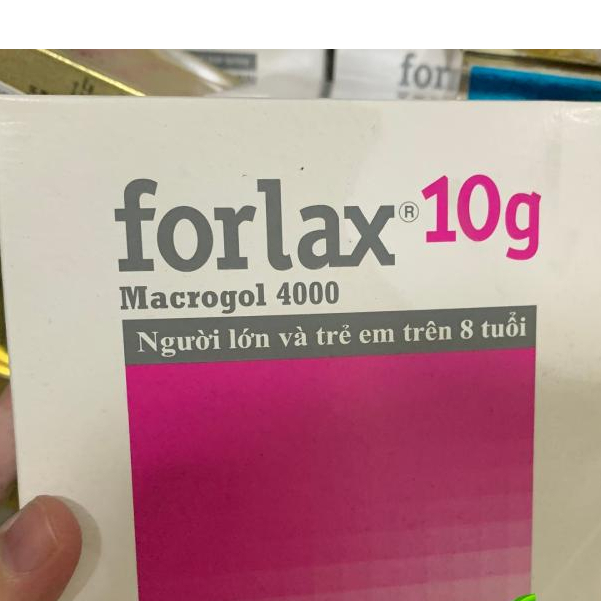 forlax® 10g
Macrogol 4000
Người lớn và trẻ em trên 8 tuổi